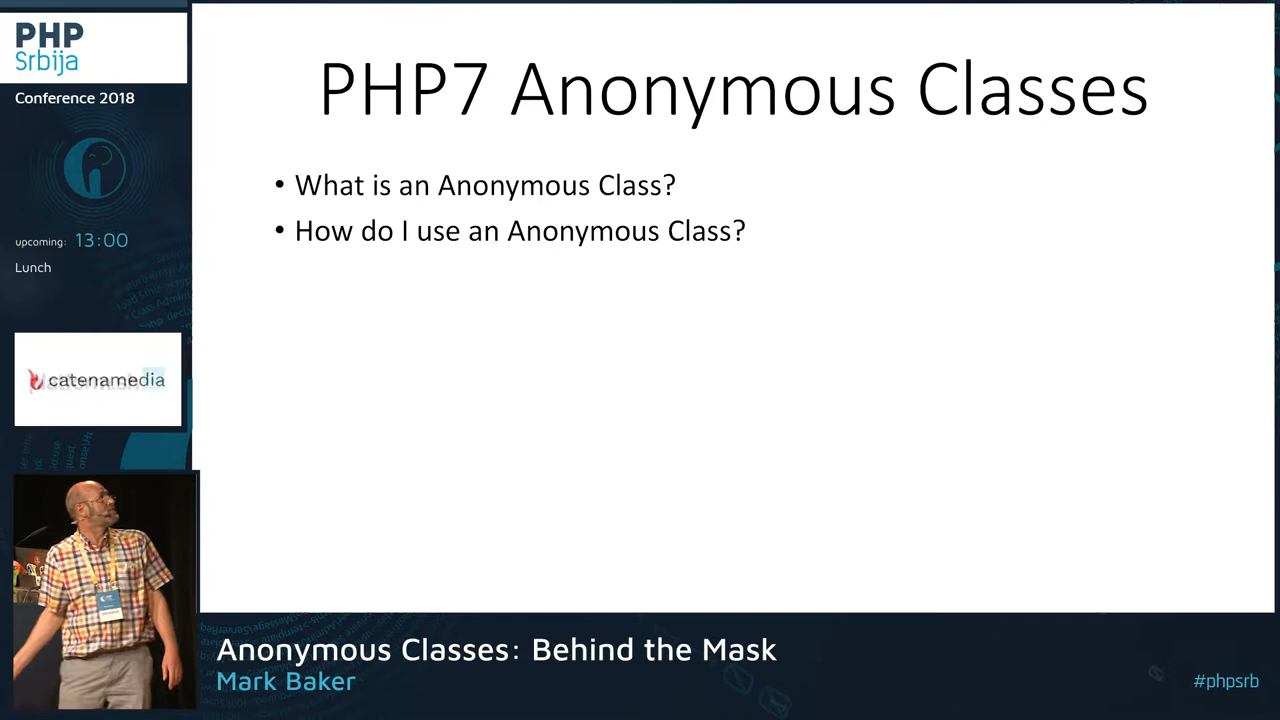 PHP
Srbija
Conference 2018
upcoming: 13:00
Lunch
catenamedia
PHP7 Anonymous Classes
• What is an Anonymous Class?
• How do I use an Anonymous Class?
Anonymous Classes: Behind the Mask
Mark Baker
#phpsrb